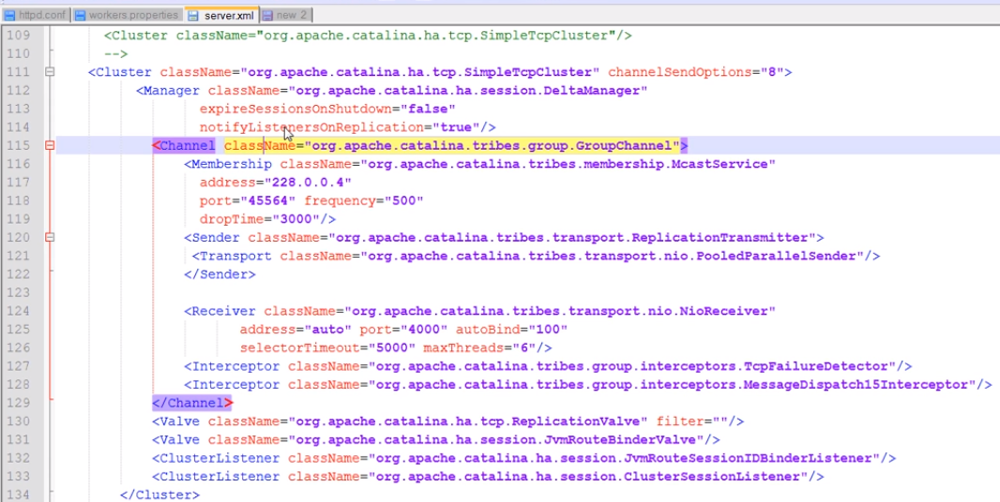 httpd.conf workers.properties server.xml new 2
109 <Cluster className="org.apache.catalina.ha.tcp.SimpleTcpCluster"/>
110 -->
111 <Cluster className="org.apache.catalina.ha.tcp.SimpleTcpCluster" channelSendOptions="8">
112 <Manager className="org.apache.catalina.ha.session.DeltaManager"
113 expireSessionsOnShutdown="false"
114 notifyListenersOnReplication="true"/>
115 <Channel className="org.apache.catalina.tribes.group.GroupChannel">
116 <Membership className="org.apache.catalina.tribes.membership.McastService"
117 address="228.0.0.4"
118 port="45564" frequency="500"
119 dropTime="3000"/>
120 <Sender className="org.apache.catalina.tribes.transport.ReplicationTransmitter">
121 <Transport className="org.apache.catalina.tribes.transport.nio.PooledParallelSender"/>
122 </Sender>
123
124 <Receiver className="org.apache.catalina.tribes.transport.nio.NioReceiver"
125 address="auto" port="4000" autoBind="100"
126 selectorTimeout="5000" maxThreads="6"/>
127 <Interceptor className="org.apache.catalina.tribes.group.interceptors.TcpFailureDetector"/>
128 <Interceptor className="org.apache.catalina.tribes.group.interceptors.MessageDispatch15Interceptor"/>
129 </Channel>
130 <Valve className="org.apache.catalina.ha.tcp.ReplicationValve" filter=""/>
131 <Valve className="org.apache.catalina.ha.session.JvmRouteBinderValve"/>
132 <ClusterListener className="org.apache.catalina.ha.session.JvmRouteSessionIDBinderListener"/>
133 <ClusterListener className="org.apache.catalina.ha.session.ClusterSessionListener"/>
134 </Cluster>